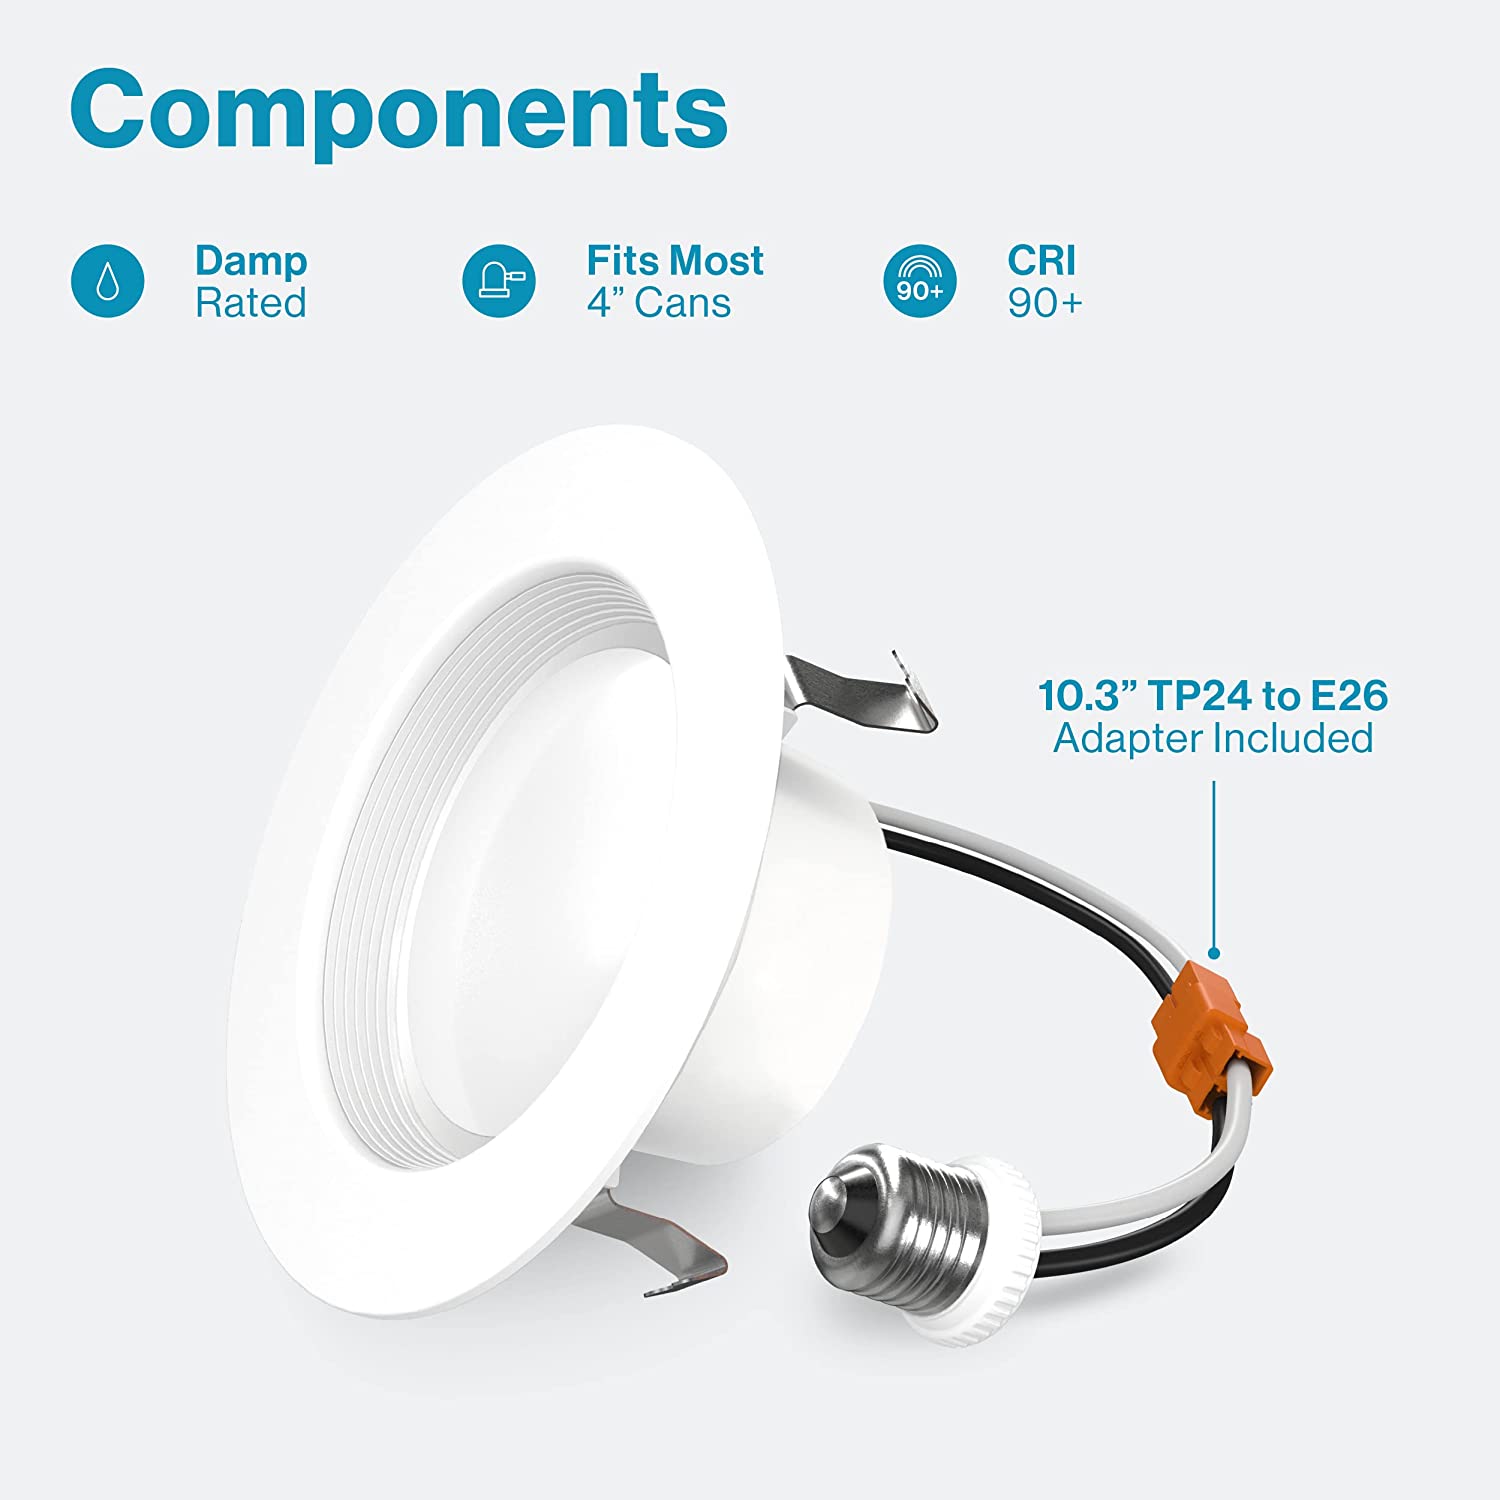 Components
Damp
Rated
Fits Most
4” Cans
90+
CRI
90+
10.3” TP24 to E26
Adapter Included